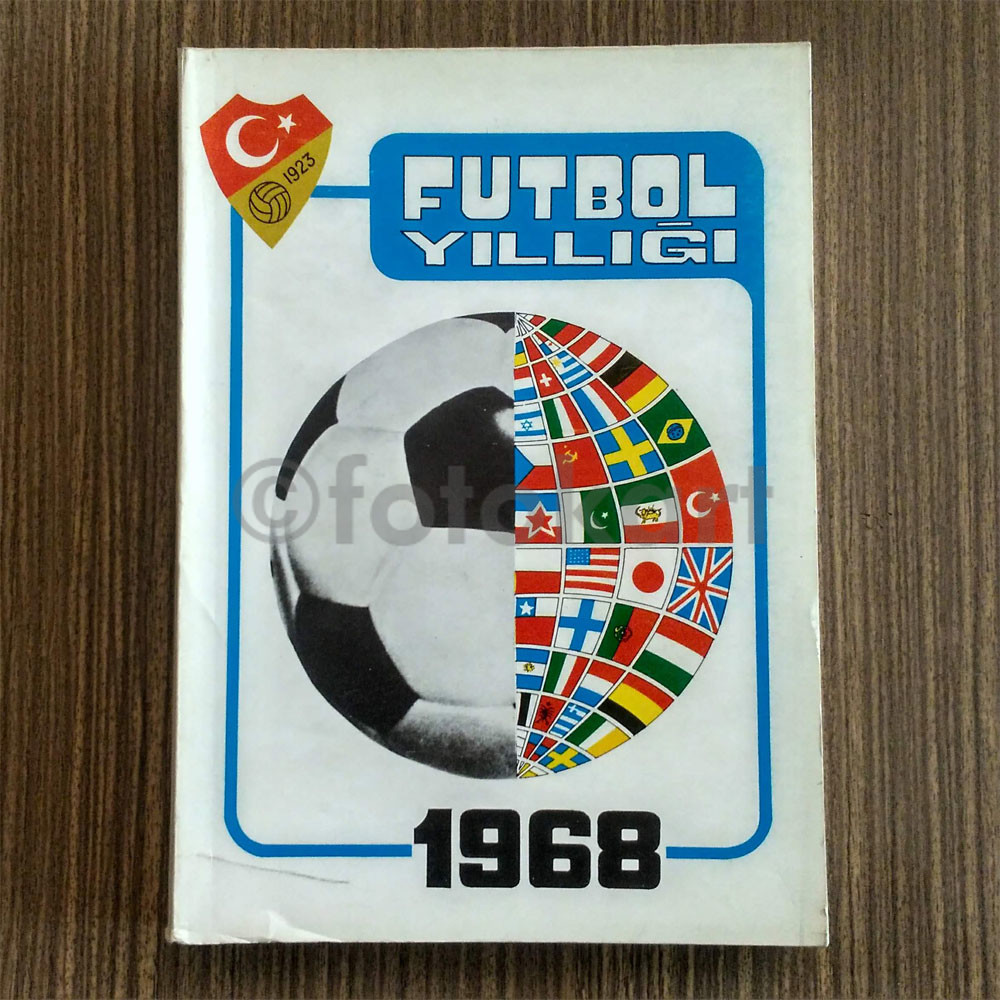 1923
FUTBOL
YILLIĞI
©fotokart
1968